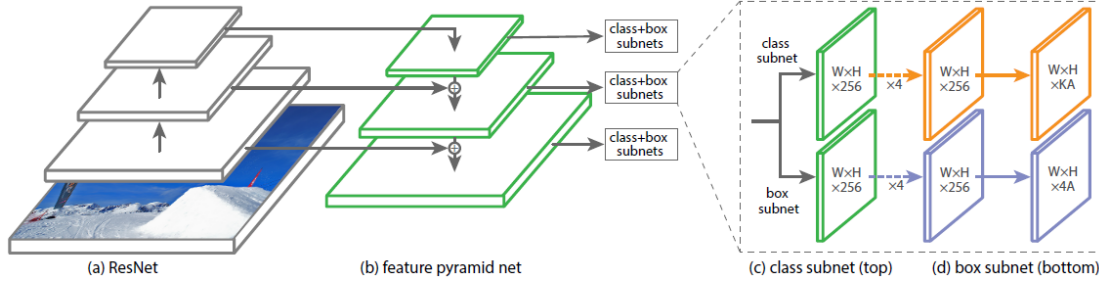 class+box
subnets
class+box
subnets
class+box
subnets
class
subnet
W×H
×256
×4
W×H
×256
W×H
×KA
box
subnet
W×H
×256
×4
W×H
×256
W×H
×4A
(a) ResNet
(b) feature pyramid net
(c) class subnet (top)
(d) box subnet (bottom)